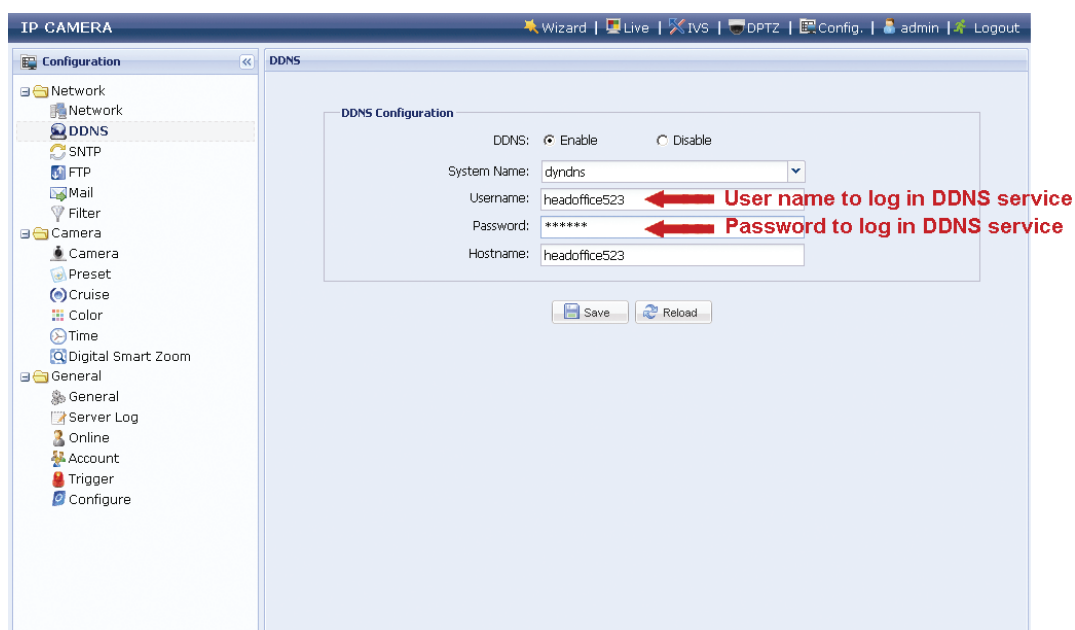 IP CAMERA Wizard | Live | IVS | DPTZ | Config. | admin | Logout
Configuration
DDNS
Network
Network
DDNS
SNTP
FTP
Mail
Filter
Camera
Camera
Preset
Cruise
Color
Time
Digital Smart Zoom
General
General
Server Log
Online
Account
Trigger
Configure
DDNS Configuration
DDNS: Enable Disable
System Name: dyndns
Username: headoffice523 User name to log in DDNS service
Password: ****** Password to log in DDNS service
Hostname: headoffice523
Save Reload